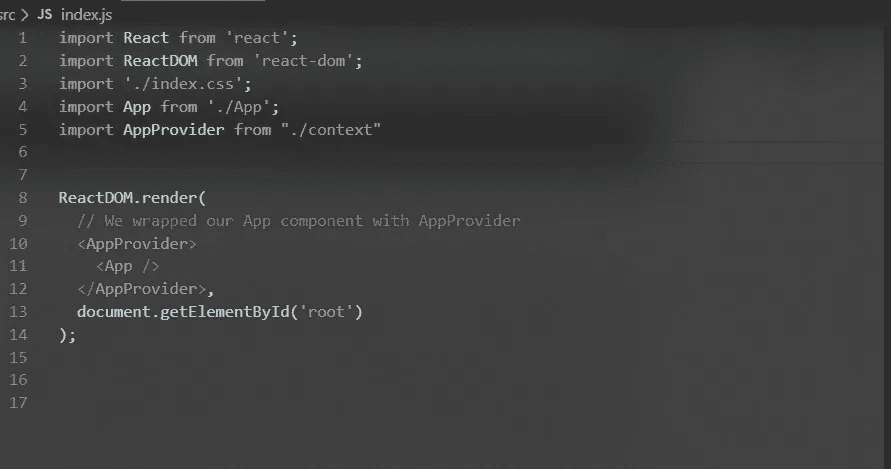 src > JS index.js
1 import React from 'react';
2 import ReactDOM from 'react-dom';
3 import './index.css';
4 import App from './App';
5 import AppProvider from "./context"
6
7
8 ReactDOM.render(
9 // We wrapped our App component with AppProvider
10 <AppProvider>
11 <App />
12 </AppProvider>,
13 document.getElementById('root')
14 );
15
16
17